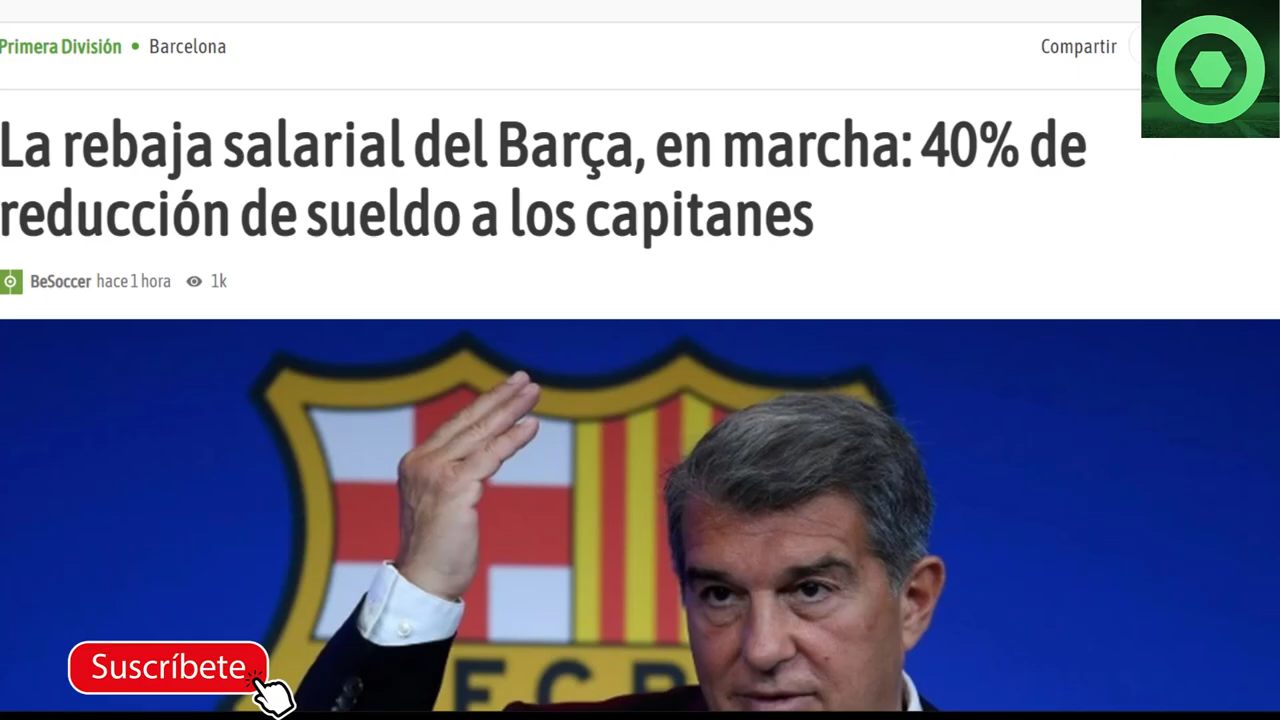 Primera División • Barcelona
Compartir
La rebaja salarial del Barça, en marcha: 40% de
reducción de sueldo a los capitanes
BeSoccer hace 1 hora 1k
F C B
Suscríbete